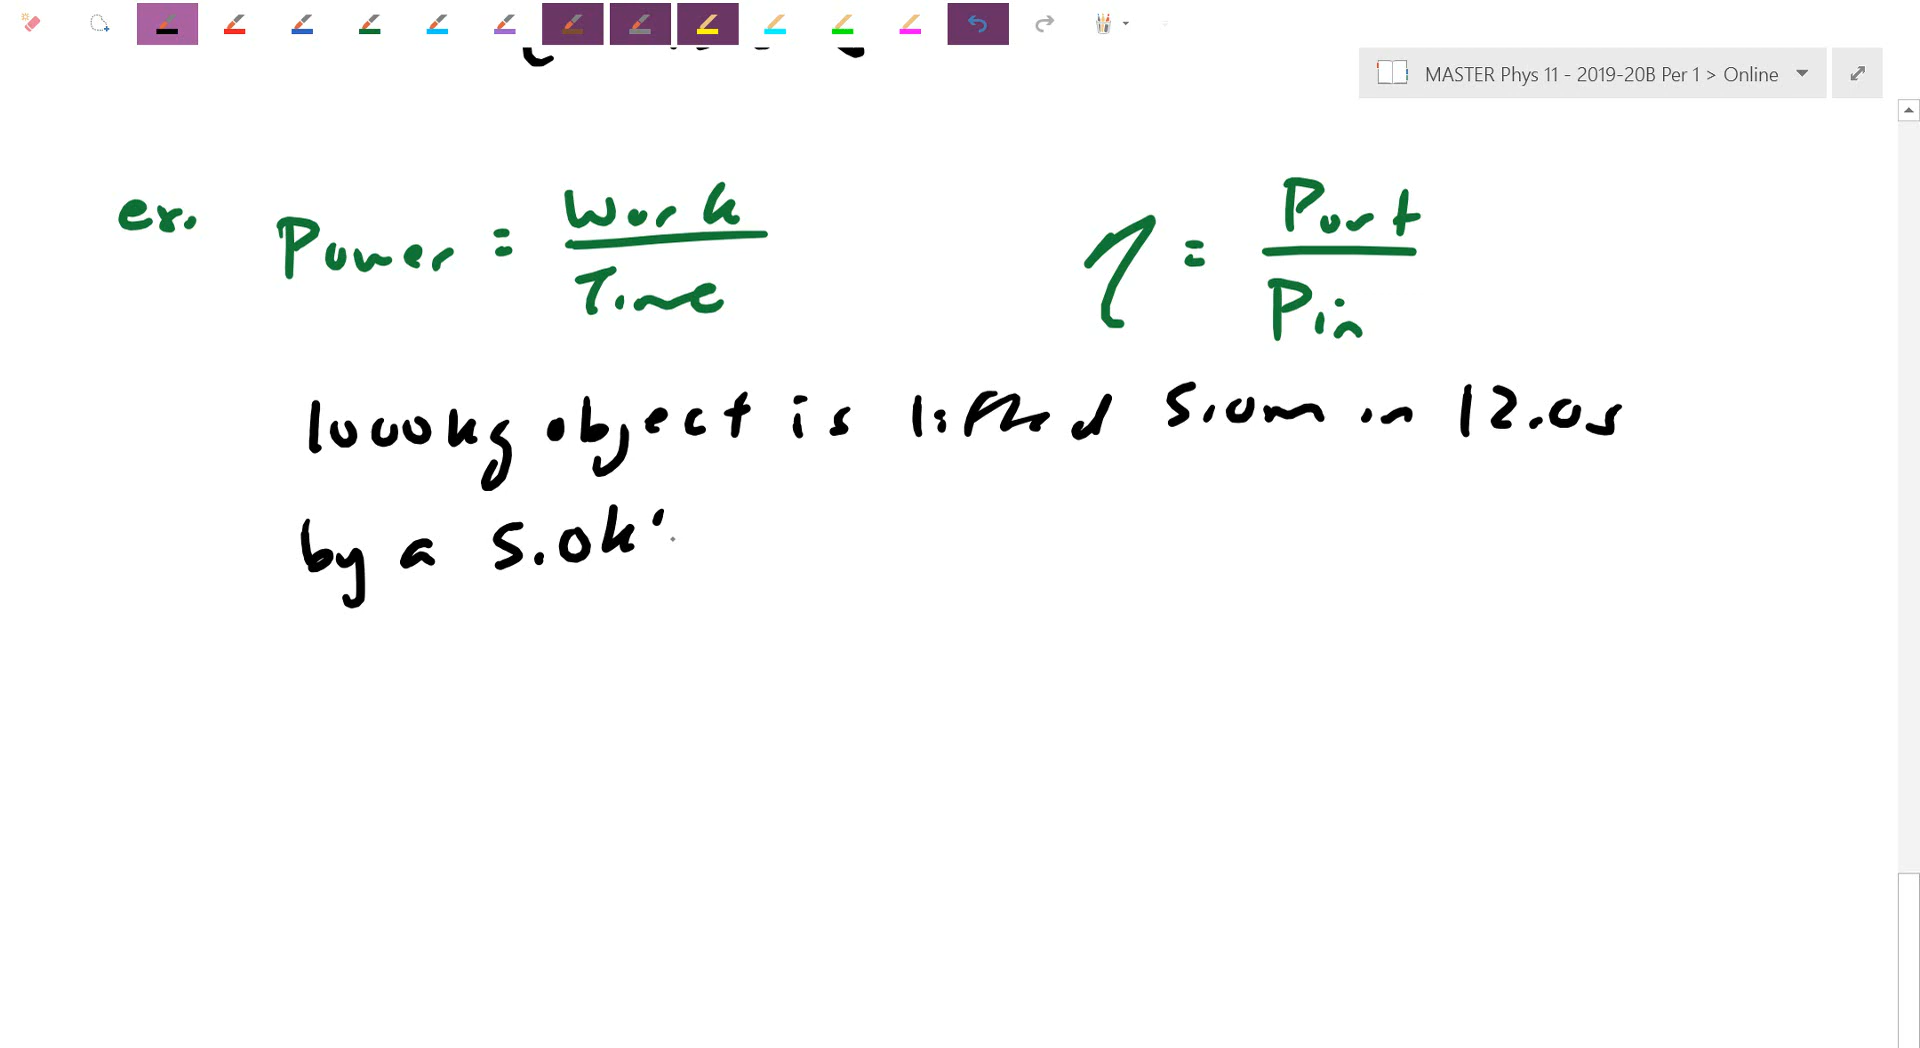 MASTER Phys 11 - 2019-20B Per 1 > Online
ex. Power = Work / Time
η = Pout / Pin
1000kg object is lifted 5.0m in 12.0s
by a 5.0k